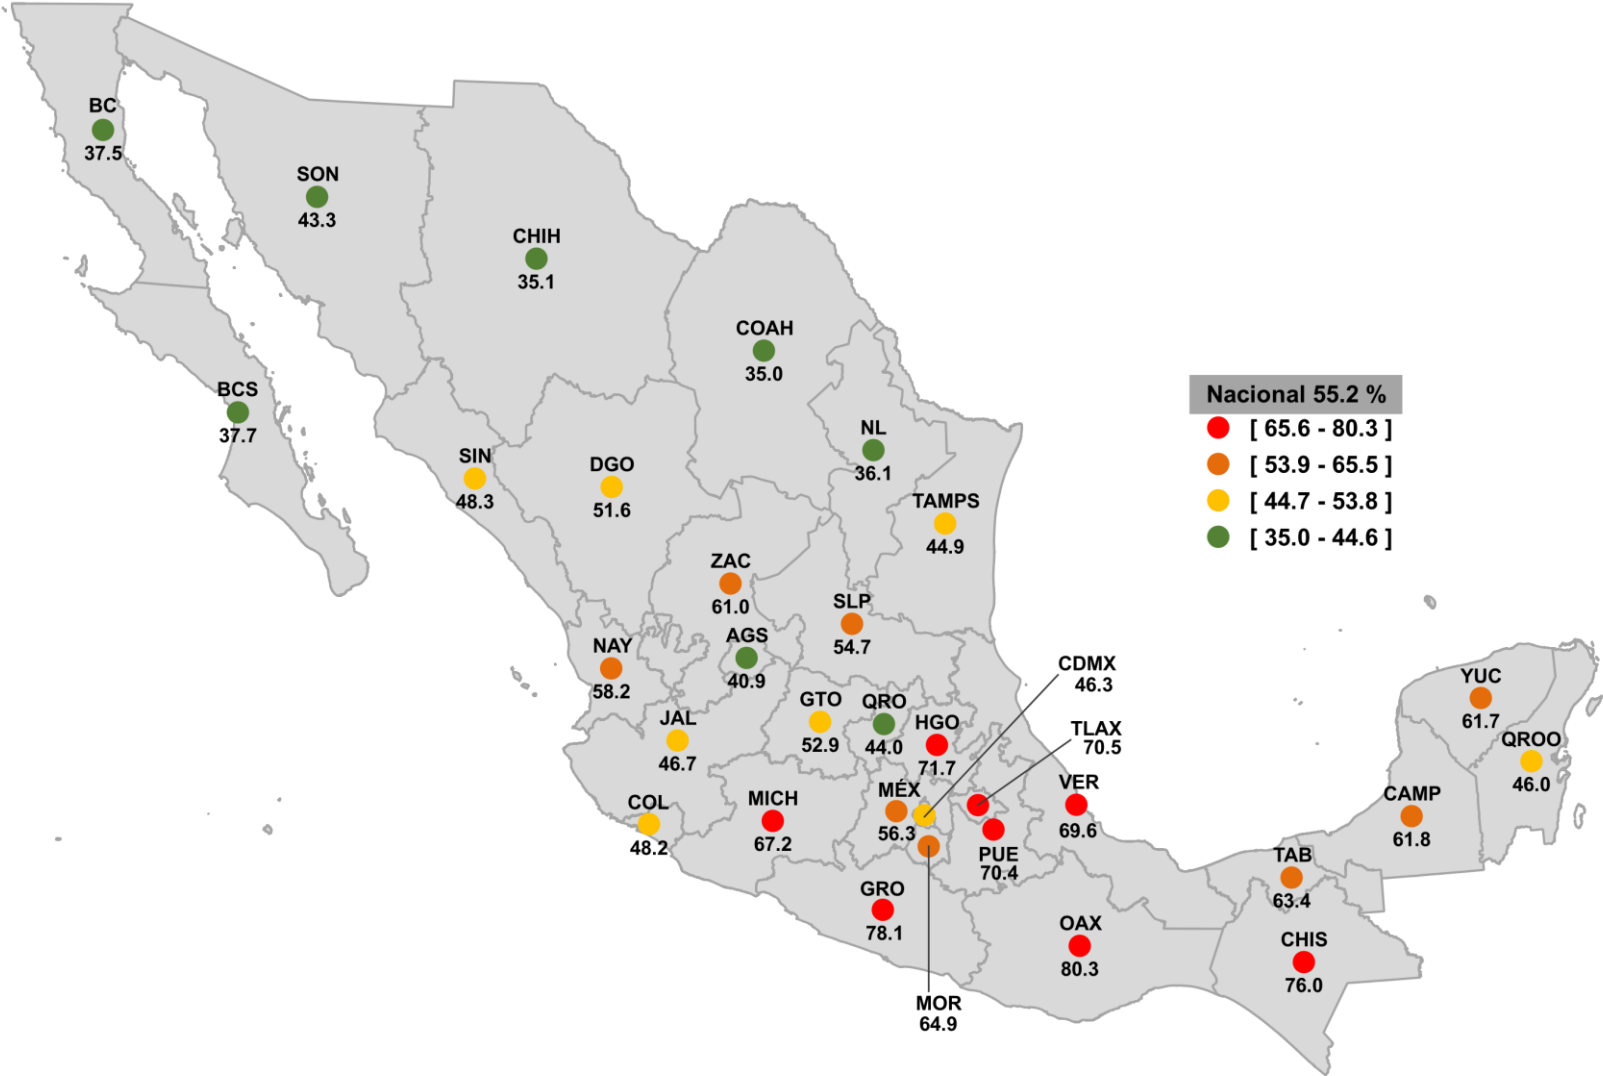 BC
37.5
SON
43.3
CHIH
35.1
COAH
35.0
BCS
37.7
NL
36.1
SIN
48.3
DGO
51.6
TAMPS
44.9
Nacional 55.2 %
[ 65.6 - 80.3 ]
[ 53.9 - 65.5 ]
[ 44.7 - 53.8 ]
[ 35.0 - 44.6 ]
ZAC
61.0
SLP
54.7
NAY
58.2
AGS
40.9
CDMX
46.3
JAL
46.7
GTO
52.9
QRO
44.0
HGO
71.7
TLAX
70.5
YUC
61.7
QROO
46.0
COL
48.2
MICH
67.2
MÉX
56.3
VER
69.6
CAMP
61.8
PUE
70.4
TAB
63.4
GRO
78.1
OAX
80.3
CHIS
76.0
MOR
64.9